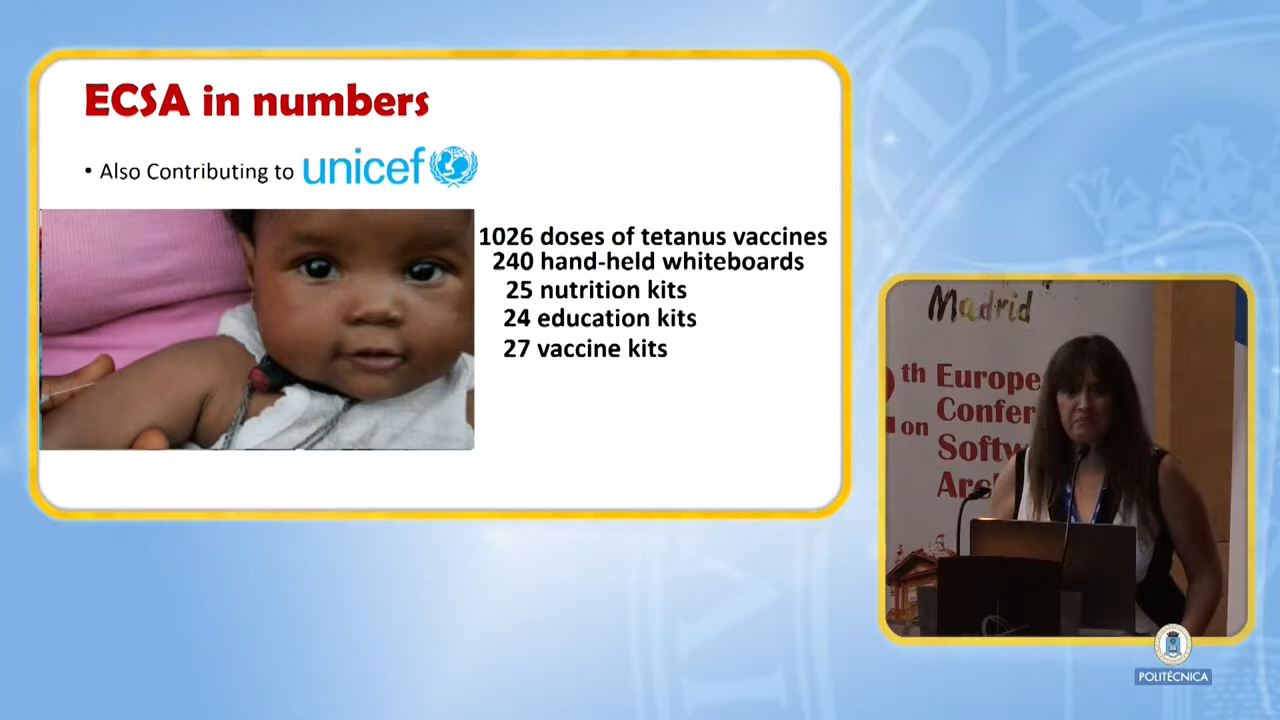 ECSA in numbers
• Also Contributing to unicef
1026 doses of tetanus vaccines
240 hand-held whiteboards
25 nutrition kits
24 education kits
27 vaccine kits
Madrid
th Europe
on Confer
Softw
Arc
POLITÉCNICA